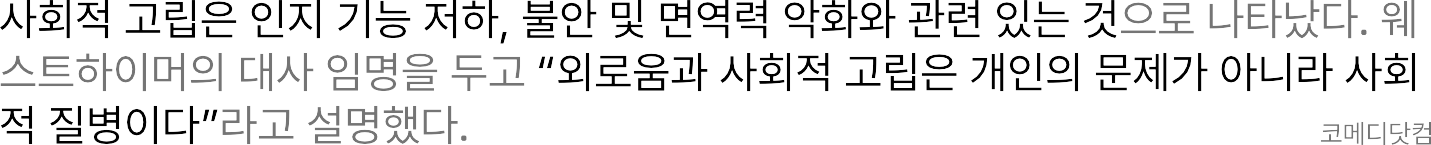 사회적 고립은 인지 기능 저하, 불안 및 면역력 악화와 관련 있는 것으로 나타났다. 웨
스트하이머의 대사 임명을 두고 “외로움과 사회적 고립은 개인의 문제가 아니라 사회
적 질병이다”라고 설명했다.
코메디닷컴